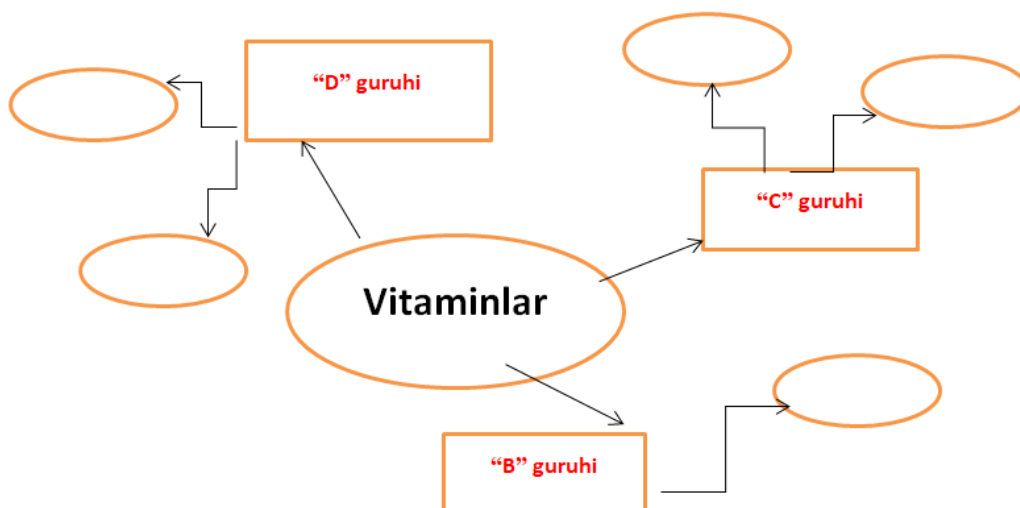 “D” guruhi
“C” guruhi
Vitaminlar
“B” guruhi